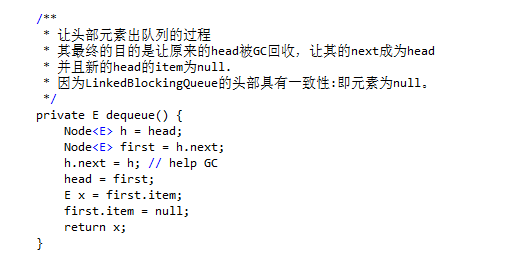 /**
 * 让头部元素出队列的过程
 * 其最终的目的是让原来的head被GC回收，让其的next成为head
 * 并且新的head的item为null.
 * 因为LinkedBlockingQueue的头部具有一致性:即元素为null。
 */
private E dequeue() {
    Node<E> h = head;
    Node<E> first = h.next;
    h.next = h; // help GC
    head = first;
    E x = first.item;
    first.item = null;
    return x;
}